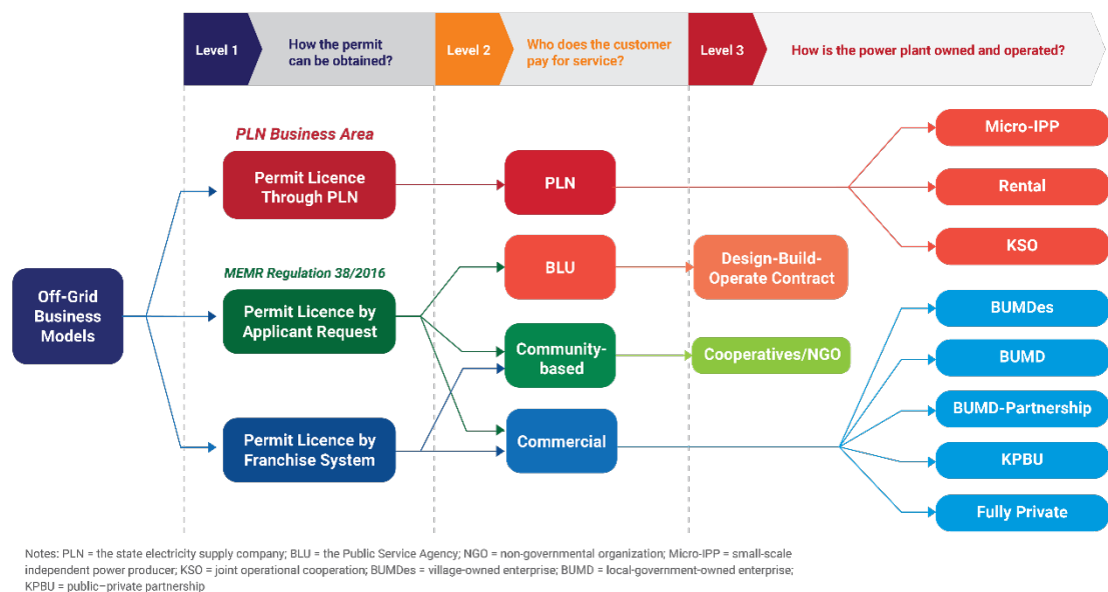 Level 1
How the permit
can be obtained?
Level 2
Who does the customer
pay for service?
Level 3
How is the power plant owned and operated?
PLN Business Area
Permit Licence
Through PLN
PLN
Micro-IPP
Rental
KSO
MEMR Regulation 38/2016
Off-Grid
Business
Models
Permit Licence by
Applicant Request
BLU
Design-Build-
Operate Contract
Community-
based
Cooperatives/NGO
Permit Licence by
Franchise System
Commercial
BUMDes
BUMD
BUMD-Partnership
KPBU
Fully Private
Notes: PLN = the state electricity supply company; BLU = the Public Service Agency; NGO = non-governmental organization; Micro-IPP = small-scale
independent power producer; KSO = joint operational cooperation; BUMDes = village-owned enterprise; BUMD = local-government-owned enterprise;
KPBU = public–private partnership